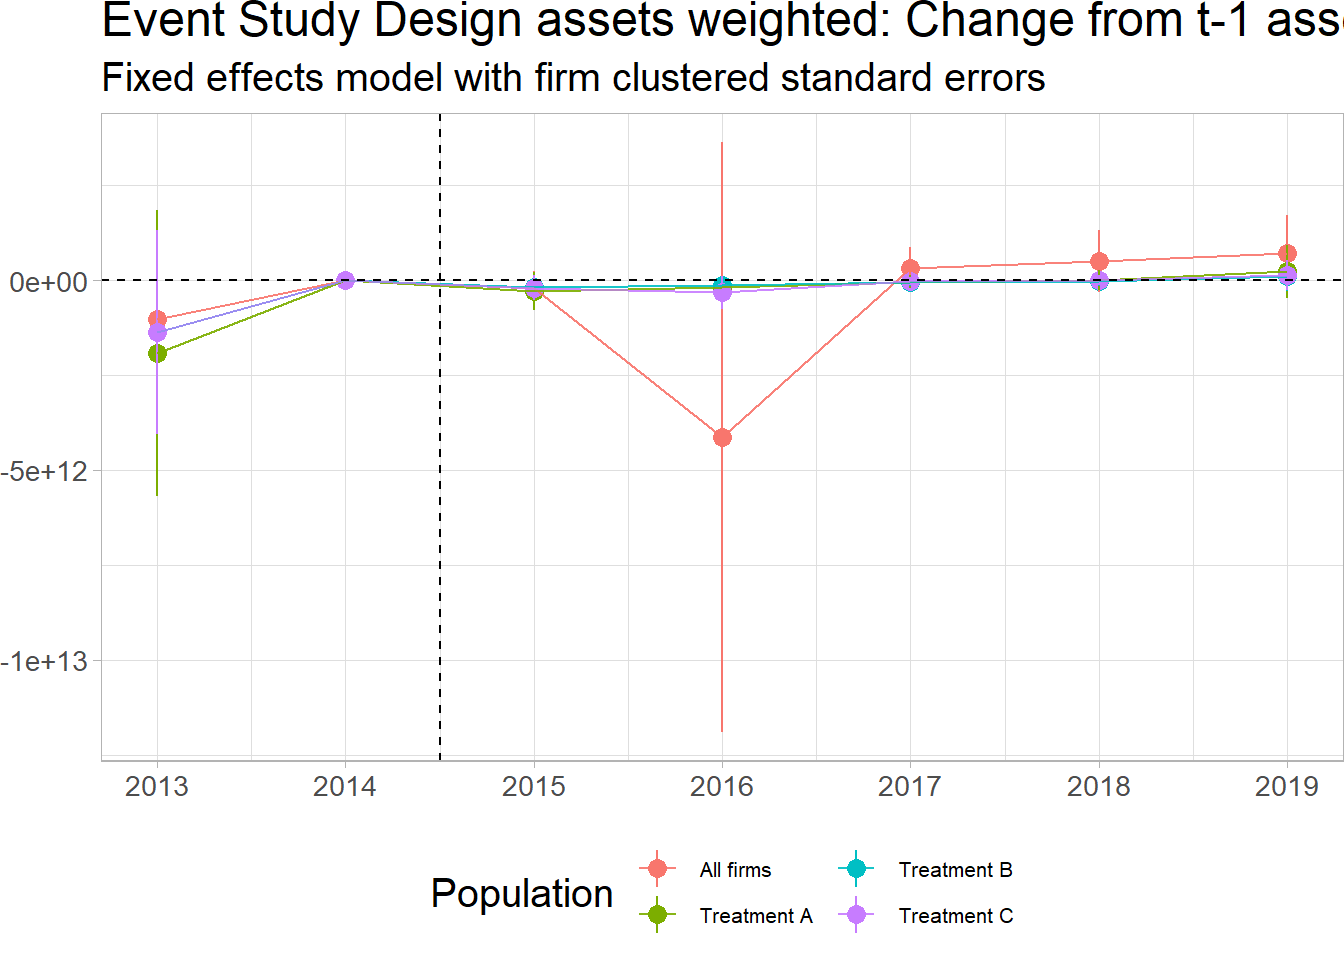 Event Study Design assets weighted: Change from t-1 ass
Fixed effects model with firm clustered standard errors
0e+00
-5e+12
-1e+13
2013 2014 2015 2016 2017 2018 2019
Population
All firms
Treatment A
Treatment B
Treatment C